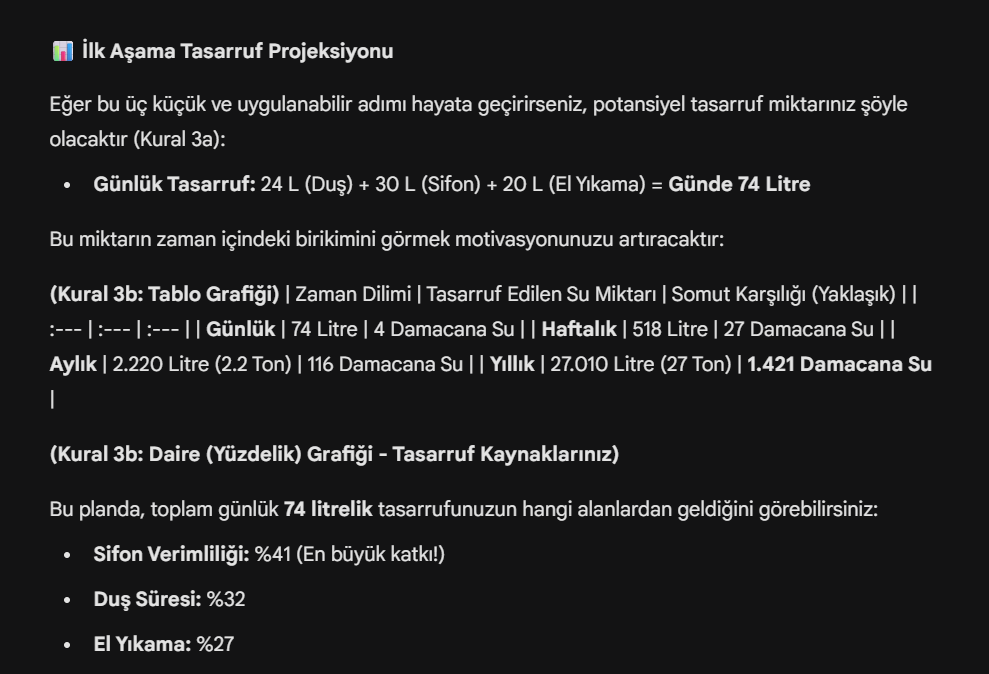 📊 İlk Aşama Tasarruf Projeksiyonu
Eğer bu üç küçük ve uygulanabilir adımı hayata geçirirseniz, potansiyel tasarruf miktarınız şöyle
olacaktır (Kural 3a):
• Günlük Tasarruf: 24 L (Duş) + 30 L (Sifon) + 20 L (El Yıkama) = Günde 74 Litre
Bu miktarın zaman içindeki birikimini görmek motivasyonunuzu artıracaktır:
(Kural 3b: Tablo Grafiği) | Zaman Dilimi | Tasarruf Edilen Su Miktarı | Somut Karşılığı (Yaklaşık) | |
:--- | :--- | :--- | | Günlük | 74 Litre | 4 Damacana Su | | Haftalık | 518 Litre | 27 Damacana Su | |
Aylık | 2.220 Litre (2.2 Ton) | 116 Damacana Su | | Yıllık | 27.010 Litre (27 Ton) | 1.421 Damacana Su
|
(Kural 3b: Daire (Yüzdelik) Grafiği - Tasarruf Kaynaklarınız)
Bu planda, toplam günlük 74 litrelik tasarrufunuzun hangi alanlardan geldiğini görebilirsiniz:
• Sifon Verimliliği: %41 (En büyük katkı!)
• Duş Süresi: %32
• El Yıkama: %27